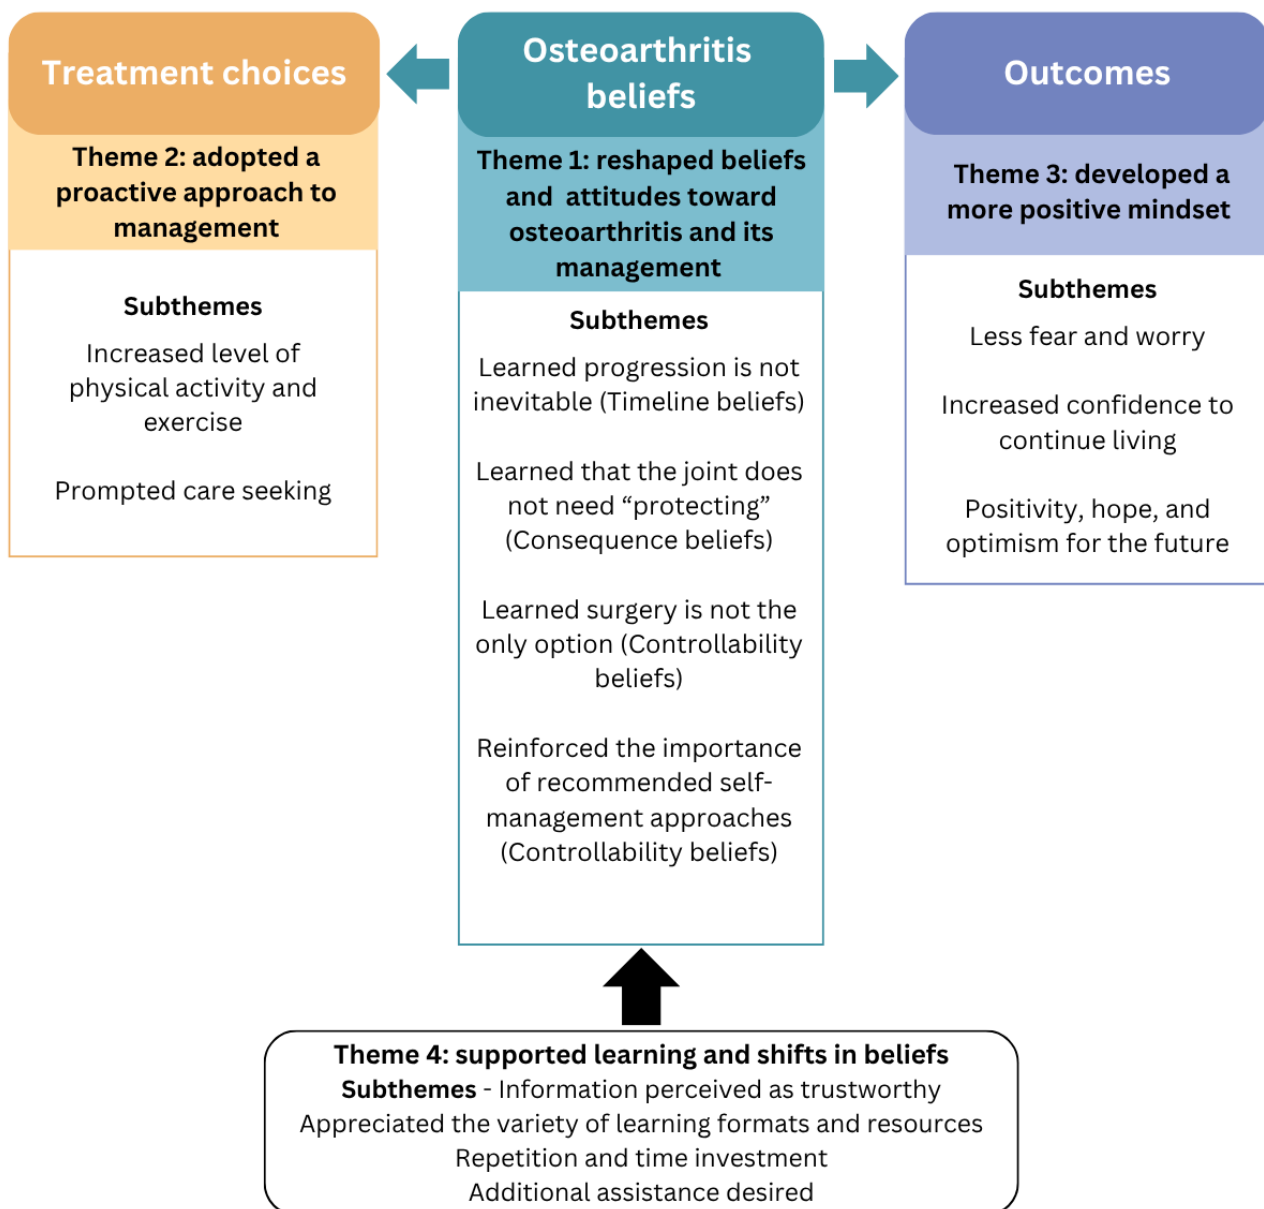 Treatment choices
Theme 2: adopted a
proactive approach to
management
Subthemes
Increased level of
physical activity and
exercise
Prompted care seeking
Osteoarthritis
beliefs
Theme 1: reshaped beliefs
and attitudes toward
osteoarthritis and its
management
Subthemes
Learned progression is not
inevitable (Timeline beliefs)
Learned that the joint does
not need “protecting”
(Consequence beliefs)
Learned surgery is not the
only option (Controllability
beliefs)
Reinforced the importance
of recommended self-
management approaches
(Controllability beliefs)
Outcomes
Theme 3: developed a
more positive mindset
Subthemes
Less fear and worry
Increased confidence to
continue living
Positivity, hope, and
optimism for the future
Theme 4: supported learning and shifts in beliefs
Subthemes - Information perceived as trustworthy
Appreciated the variety of learning formats and resources
Repetition and time investment
Additional assistance desired